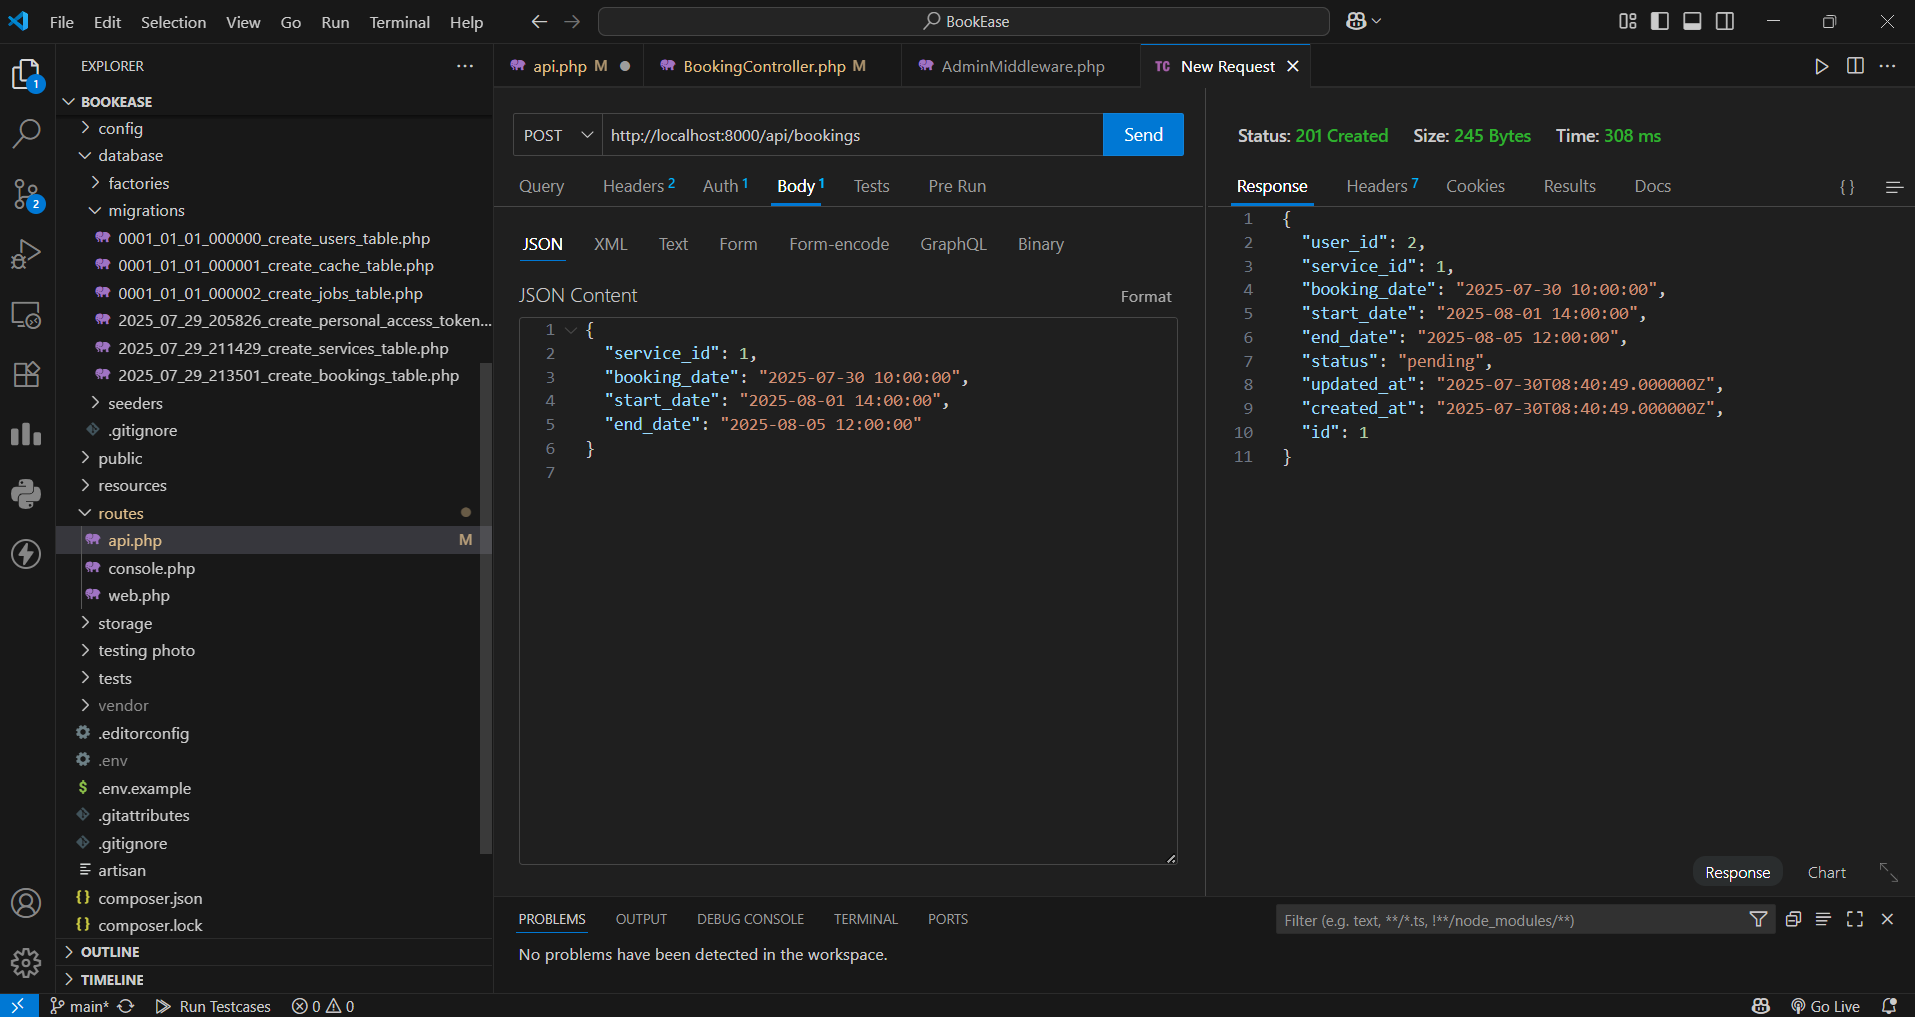 File Edit Selection View Go Run Terminal Help
BookEase
EXPLORER
BOOKEASE
config
database
factories
migrations
0001_01_01_000000_create_users_table.php
0001_01_01_000001_create_cache_table.php
0001_01_01_000002_create_jobs_table.php
2025_07_29_205826_create_personal_access_token...
2025_07_29_211429_create_services_table.php
2025_07_29_213501_create_bookings_table.php
seeders
.gitignore
public
resources
routes
api.php M
console.php
web.php
storage
testing photo
tests
vendor
.editorconfig
.env
$ .env.example
.gitattributes
.gitignore
artisan
{} composer.json
{} composer.lock
OUTLINE
TIMELINE
1
2
api.php M
BookingController.php M
AdminMiddleware.php
TC New Request
POST http://localhost:8000/api/bookings Send
Query Headers 2 Auth 1 Body 1 Tests Pre Run
JSON XML Text Form Form-encode GraphQL Binary
JSON Content Format
1 {
2 "service_id": 1,
3 "booking_date": "2025-07-30 10:00:00",
4 "start_date": "2025-08-01 14:00:00",
5 "end_date": "2025-08-05 12:00:00"
6 }
7
Status: 201 Created Size: 245 Bytes Time: 308 ms
Response Headers 7 Cookies Results Docs { }
1 {
2 "user_id": 2,
3 "service_id": 1,
4 "booking_date": "2025-07-30 10:00:00",
5 "start_date": "2025-08-01 14:00:00",
6 "end_date": "2025-08-05 12:00:00",
7 "status": "pending",
8 "updated_at": "2025-07-30T08:40:49.000000Z",
9 "created_at": "2025-07-30T08:40:49.000000Z",
10 "id": 1
11 }
Response Chart
PROBLEMS OUTPUT DEBUG CONSOLE TERMINAL PORTS
Filter (e.g. text, **/*.ts, !**/node_modules/**)
No problems have been detected in the workspace.
main* Run Testcases 0 0 Go Live